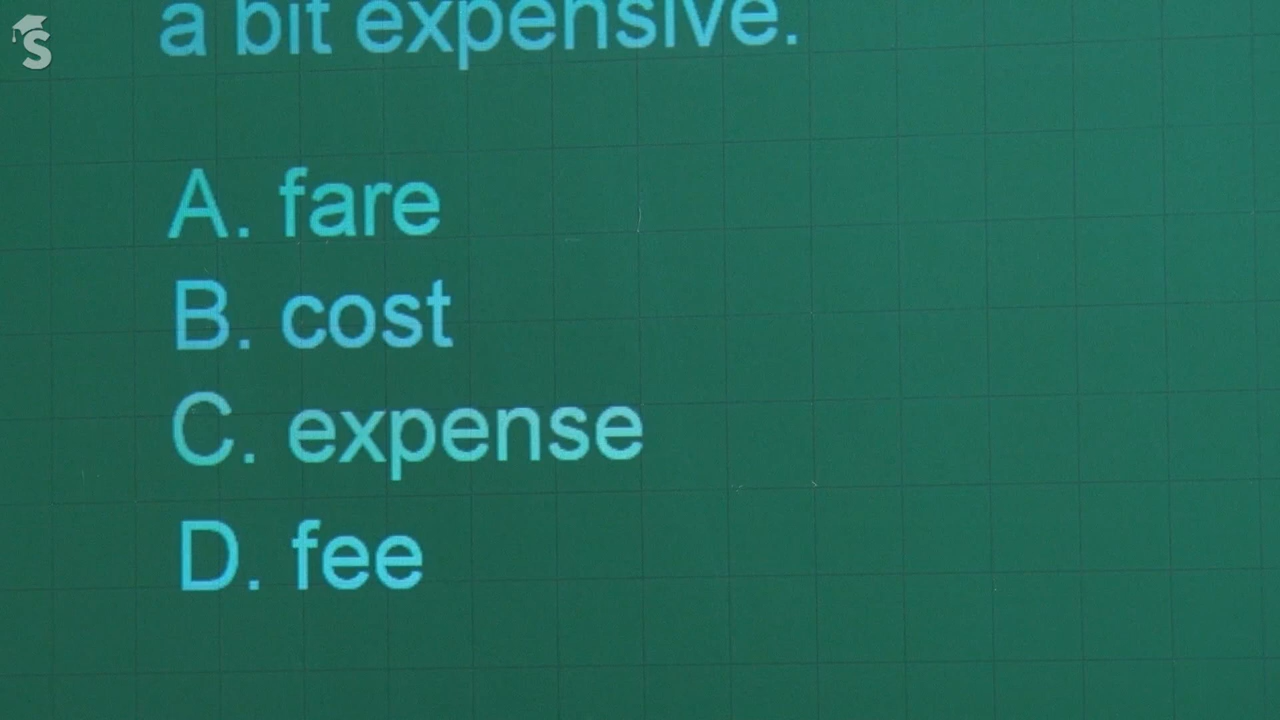 a bit expensive.
A. fare
B. cost
C. expense
D. fee
S